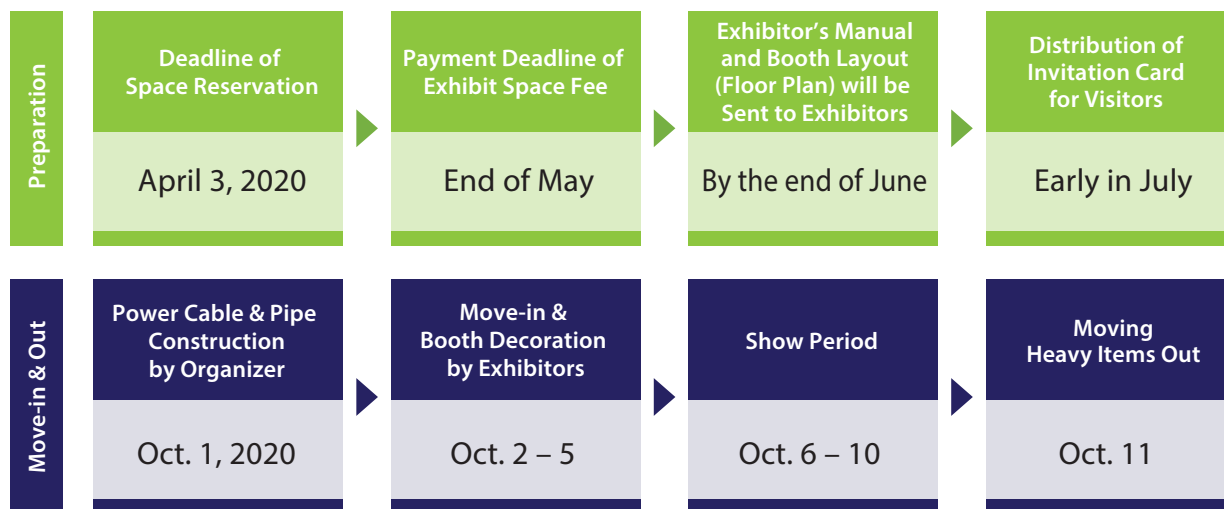 Preparation
Deadline of
Space Reservation
April 3, 2020
Payment Deadline of
Exhibit Space Fee
End of May
Exhibitor’s Manual
and Booth Layout
(Floor Plan) will be
Sent to Exhibitors
By the end of June
Distribution of
Invitation Card
for Visitors
Early in July
Move-in & Out
Power Cable & Pipe
Construction
by Organizer
Oct. 1, 2020
Move-in &
Booth Decoration
by Exhibitors
Oct. 2 – 5
Show Period
Oct. 6 – 10
Moving
Heavy Items Out
Oct. 11